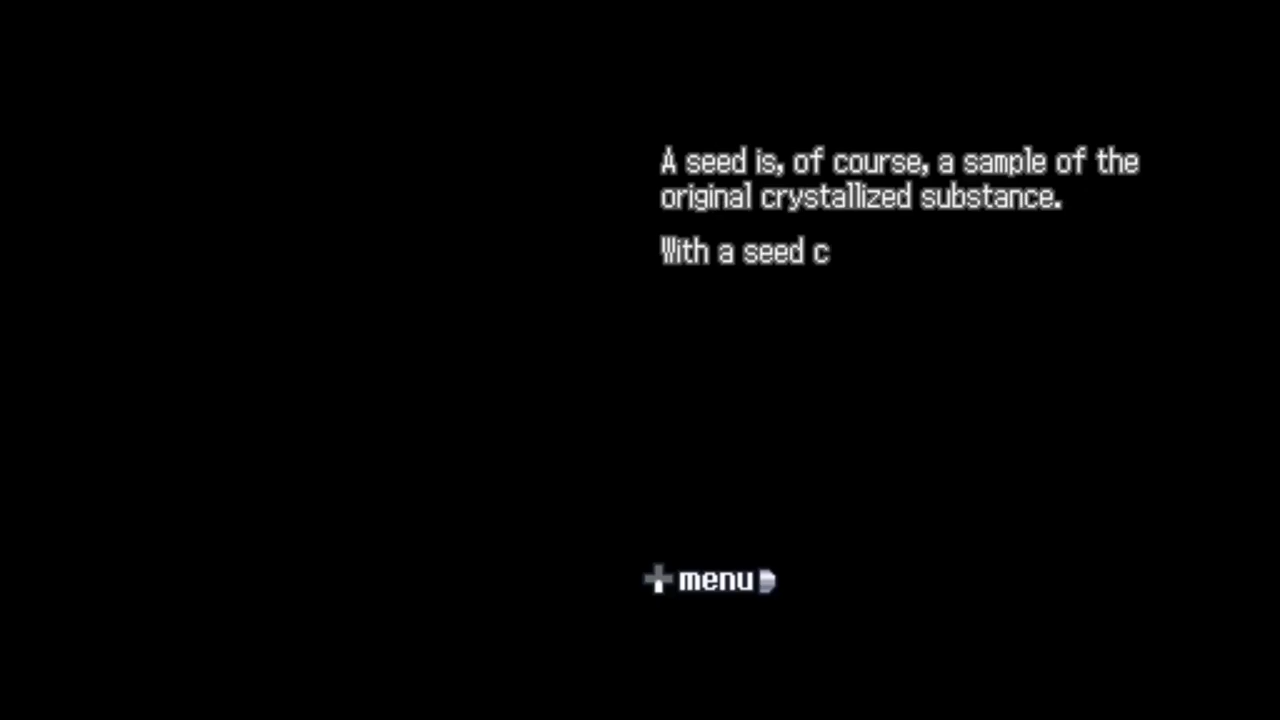 A seed is, of course, a sample of the
original crystallized substance.
With a seed c
menu